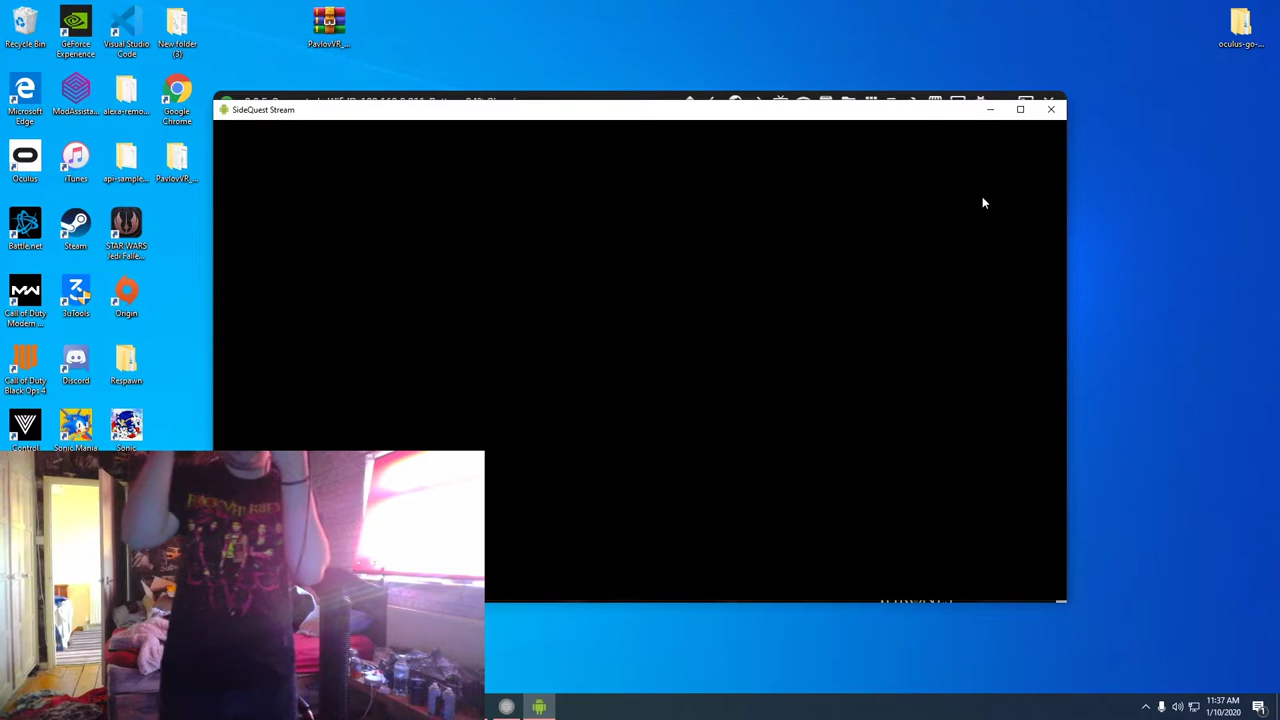 Recycle Bin
GeForce
Experience
Visual Studio
Code
New folder
(3)
PavlovVR_...
oculus-go-...
Microsoft
Edge
ModAssista...
alexa-remo...
Google
Chrome
SideQuest Stream
Oculus
iTunes
api-sample...
PavlovVR_...
Battle.net
Steam
STAR WARS
Jedi Falle...
Call of Duty
Modern ...
3uTools
Origin
Call of Duty
Black Ops 4
Discord
Respawn
Control
Sonic Mania
Sonic
11:37 AM
1/10/2020